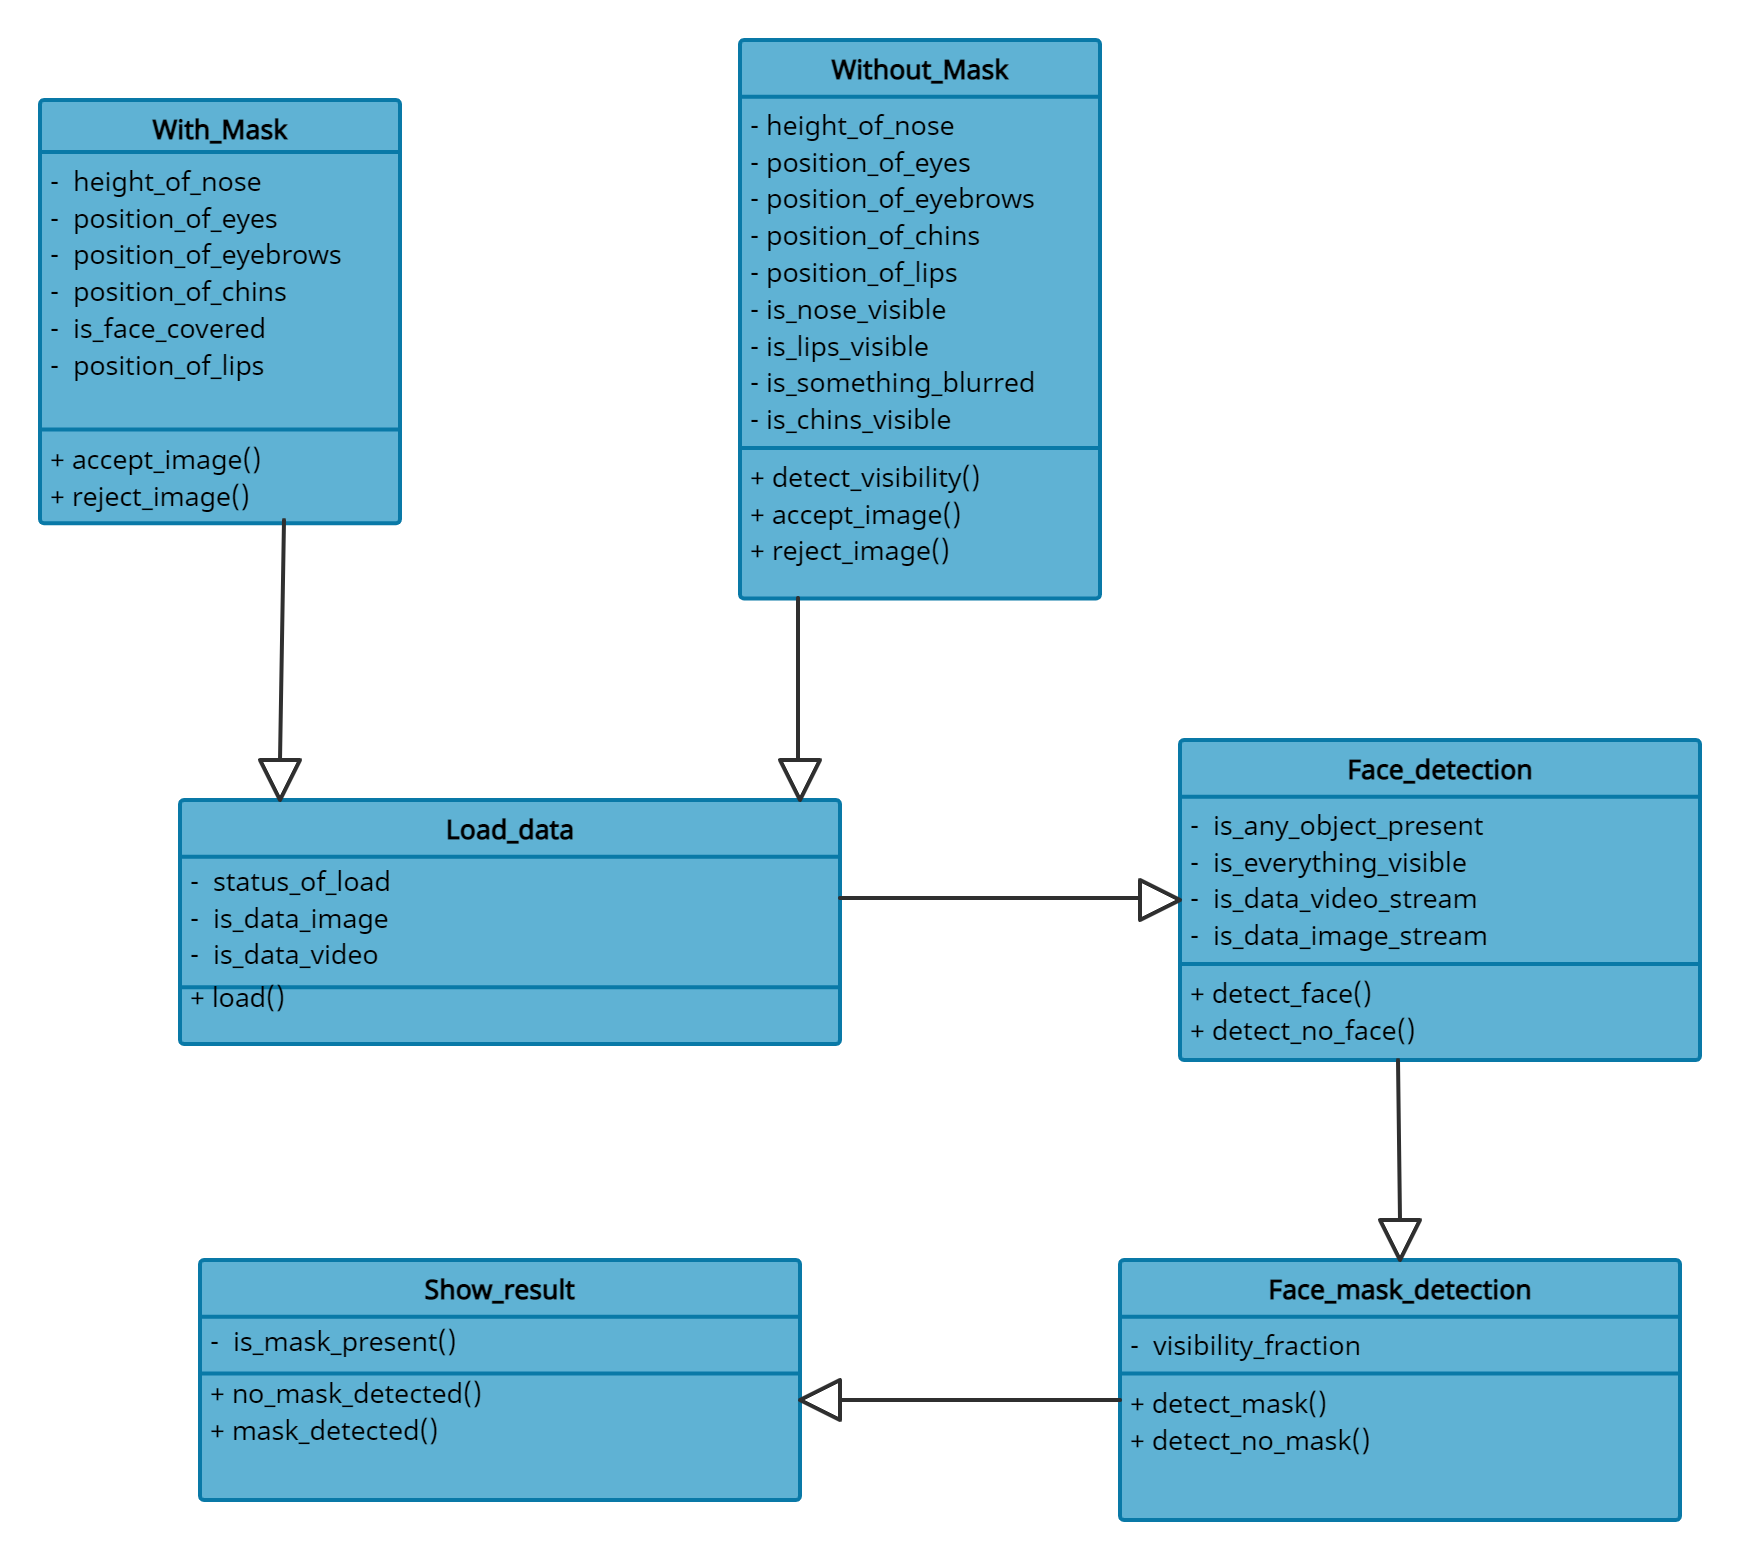 With_Mask
- height_of_nose
- position_of_eyes
- position_of_eyebrows
- position_of_chins
- is_face_covered
- position_of_lips
+ accept_image()
+ reject_image()
Without_Mask
- height_of_nose
- position_of_eyes
- position_of_eyebrows
- position_of_chins
- position_of_lips
- is_nose_visible
- is_lips_visible
- is_something_blurred
- is_chins_visible
+ detect_visibility()
+ accept_image()
+ reject_image()
Load_data
- status_of_load
- is_data_image
- is_data_video
+ load()
Face_detection
- is_any_object_present
- is_everything_visible
- is_data_video_stream
- is_data_image_stream
+ detect_face()
+ detect_no_face()
Show_result
- is_mask_present()
+ no_mask_detected()
+ mask_detected()
Face_mask_detection
- visibility_fraction
+ detect_mask()
+ detect_no_mask()